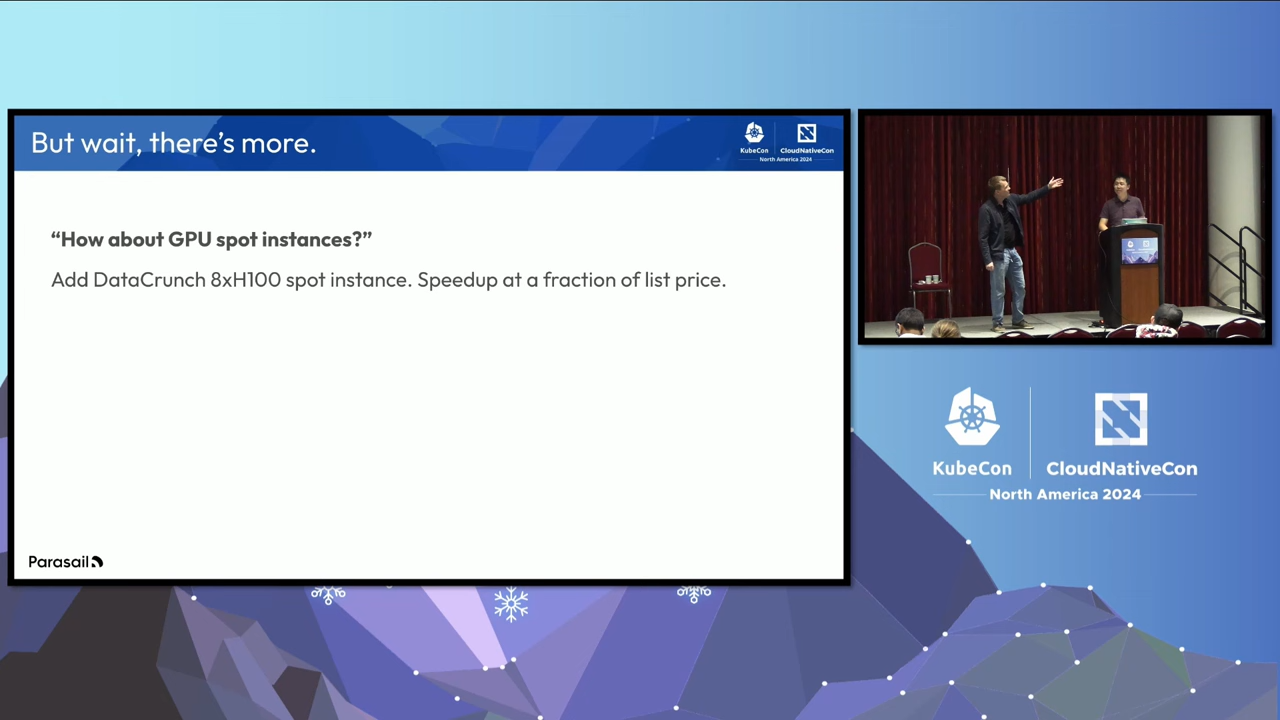 But wait, there's more.
KubeCon
CloudNativeCon
North America 2024
“How about GPU spot instances?”
Add DataCrunch 8xH100 spot instance. Speedup at a fraction of list price.
Parasail
KubeCon
CloudNativeCon
North America 2024